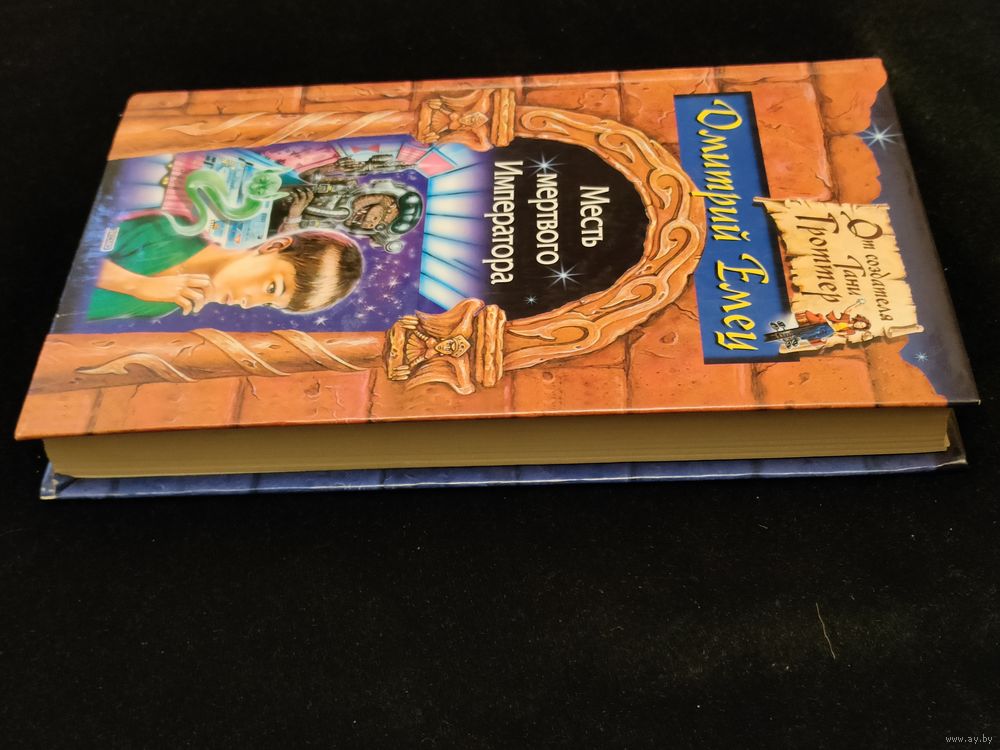 Дмитрий Емец
От создателя
Тани
Гроттер
Месть
мертвого
Императора
www.ay.by